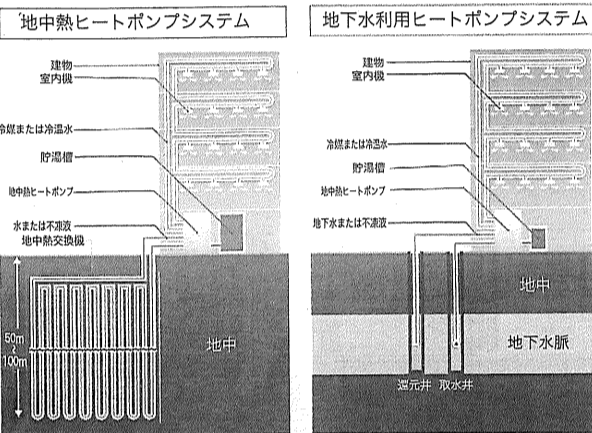 地中熱ヒートポンプシステム
建物
室内機
冷媒または冷温水
貯湯槽
地中熱ヒートポンプ
水または不凍液
地中熱交換機
50m
〜
100m
地中
地下水利用ヒートポンプシステム
建物
室内機
冷媒または冷温水
貯湯槽
地中熱ヒートポンプ
地下水または不凍液
地中
地下水脈
還元井 取水井